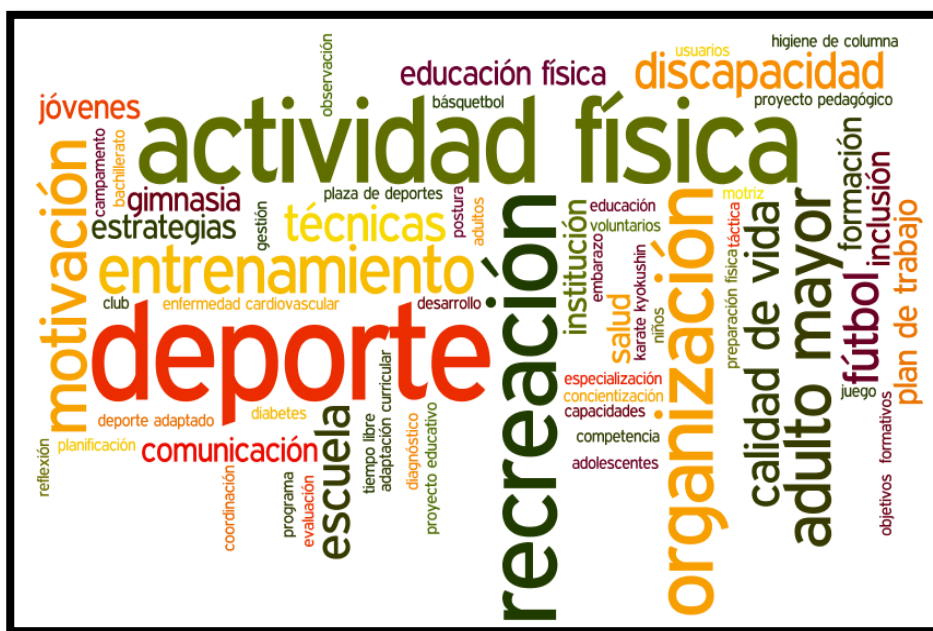 observación
educación física
usuarios
higiene de columna
discapacidad
jóvenes
básquetbol
proyecto pedagógico
actividad física
motivación
campamento
bachillerato
gimnasia
estrategias
gestión
plaza de deportes
técnicas
postura
adultos
recreación
institución
educación
voluntarios
embarazo
organización
motriz
táctica
calidad de vida
adulto mayor
formación
inclusión
plan de trabajo
entrenamiento
club
enfermedad cardiovascular
desarrollo
salud
karate kyokushin
niños
preparación física
fútbol
juego
deporte
especialización
concientización
capacidades
competencia
adolescentes
deporte adaptado
diabetes
escuela
tiempo libre
adaptación curricular
diagnóstico
proyecto educativo
reflexión
planificación
comunicación
coordinación
programa
evaluación
objetivos formativos